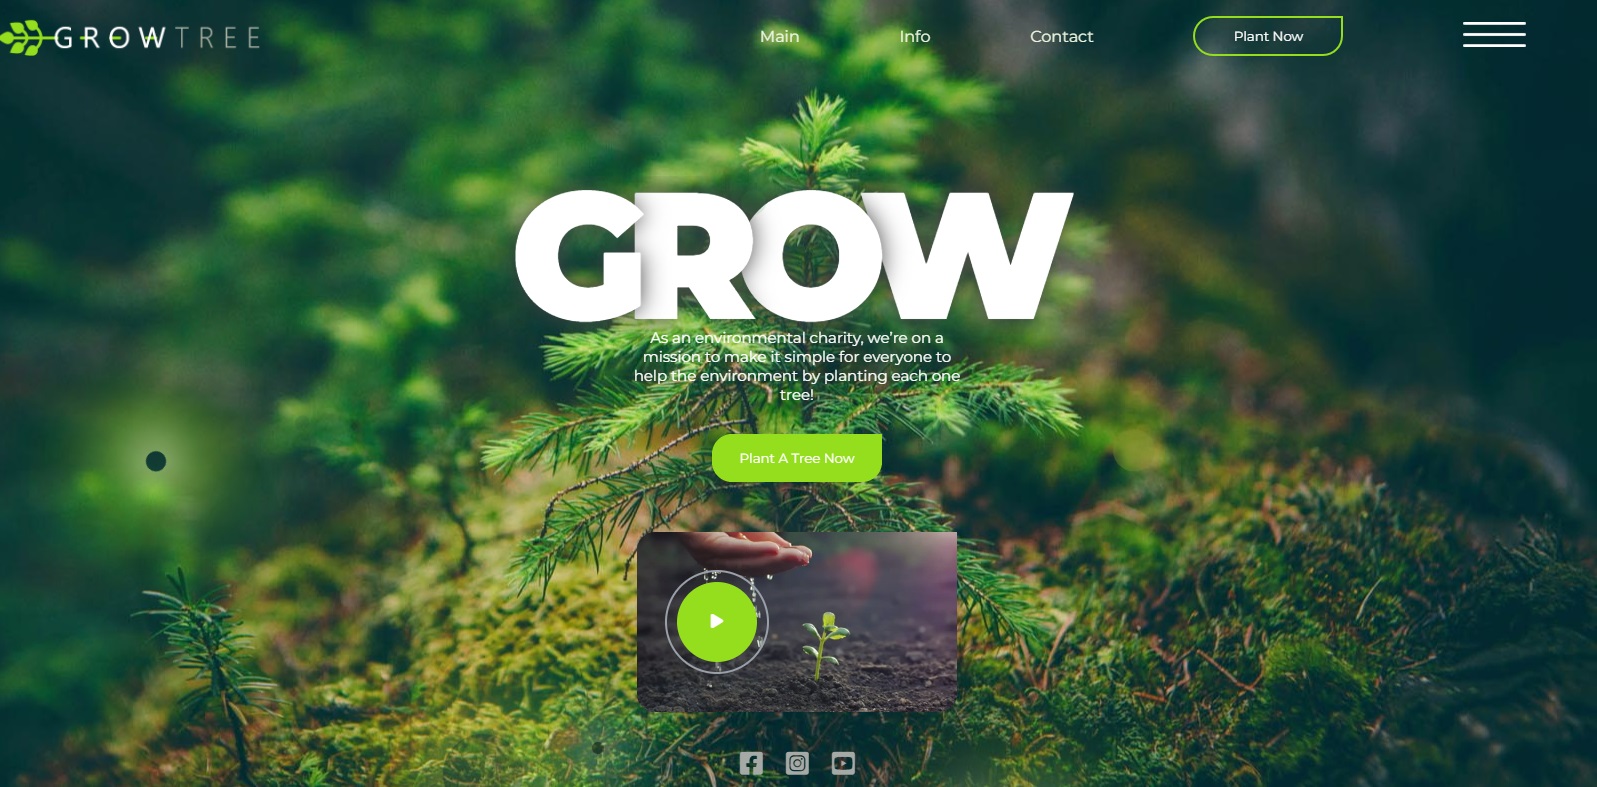 GROWTREE
Main
Info
Contact
Plant Now
GROW
As an environmental charity, we’re on a
mission to make it simple for everyone to
help the environment by planting each one
tree!
Plant A Tree Now